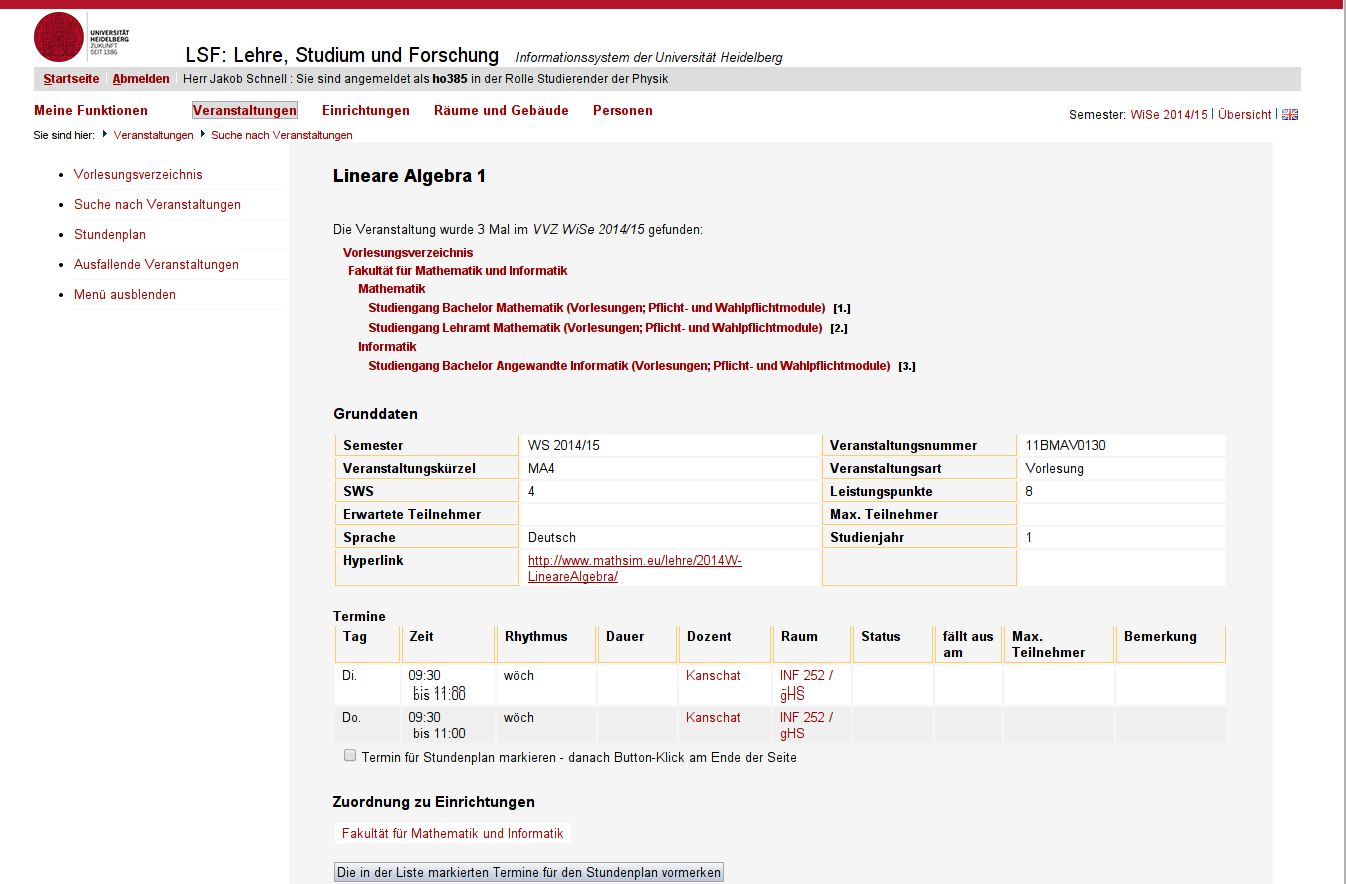 UNIVERSITÄT
HEIDELBERG
ZUKUNFT
SEIT 1386
LSF: Lehre, Studium und Forschung Informationssystem der Universität Heidelberg
Startseite Abmelden Herr Jakob Schnell : Sie sind angemeldet als ho385 in der Rolle Studierender der Physik
Meine Funktionen Veranstaltungen Einrichtungen Räume und Gebäude Personen
Semester: WiSe 2014/15 | Übersicht |
Sie sind hier: Veranstaltungen Suche nach Veranstaltungen
Vorlesungsverzeichnis
Suche nach Veranstaltungen
Stundenplan
Ausfallende Veranstaltungen
Menü ausblenden
Lineare Algebra 1
Die Veranstaltung wurde 3 Mal im VVZ WiSe 2014/15 gefunden:
Vorlesungsverzeichnis
Fakultät für Mathematik und Informatik
Mathematik
Studiengang Bachelor Mathematik (Vorlesungen; Pflicht- und Wahlpflichtmodule) [1.]
Studiengang Lehramt Mathematik (Vorlesungen; Pflicht- und Wahlpflichtmodule) [2.]
Informatik
Studiengang Bachelor Angewandte Informatik (Vorlesungen; Pflicht- und Wahlpflichtmodule) [3.]
Grunddaten
Semester WS 2014/15 Veranstaltungsnummer 11BMAV0130
Veranstaltungskürzel MA4 Veranstaltungsart Vorlesung
SWS 4 Leistungspunkte 8
Erwartete Teilnehmer Max. Teilnehmer
Sprache Deutsch Studienjahr 1
Hyperlink http://www.mathsim.eu/lehre/2014W-
LineareAlgebra/
Termine
Tag Zeit Rhythmus Dauer Dozent Raum Status fällt aus Max. Bemerkung
am Teilnehmer
Di. 09:30 wöch Kanschat INF 252 /
bis 11:00 gHS
Do. 09:30 wöch Kanschat INF 252 /
bis 11:00 gHS
Termin für Stundenplan markieren - danach Button-Klick am Ende der Seite
Zuordnung zu Einrichtungen
Fakultät für Mathematik und Informatik
Die in der Liste markierten Termine für den Stundenplan vormerken